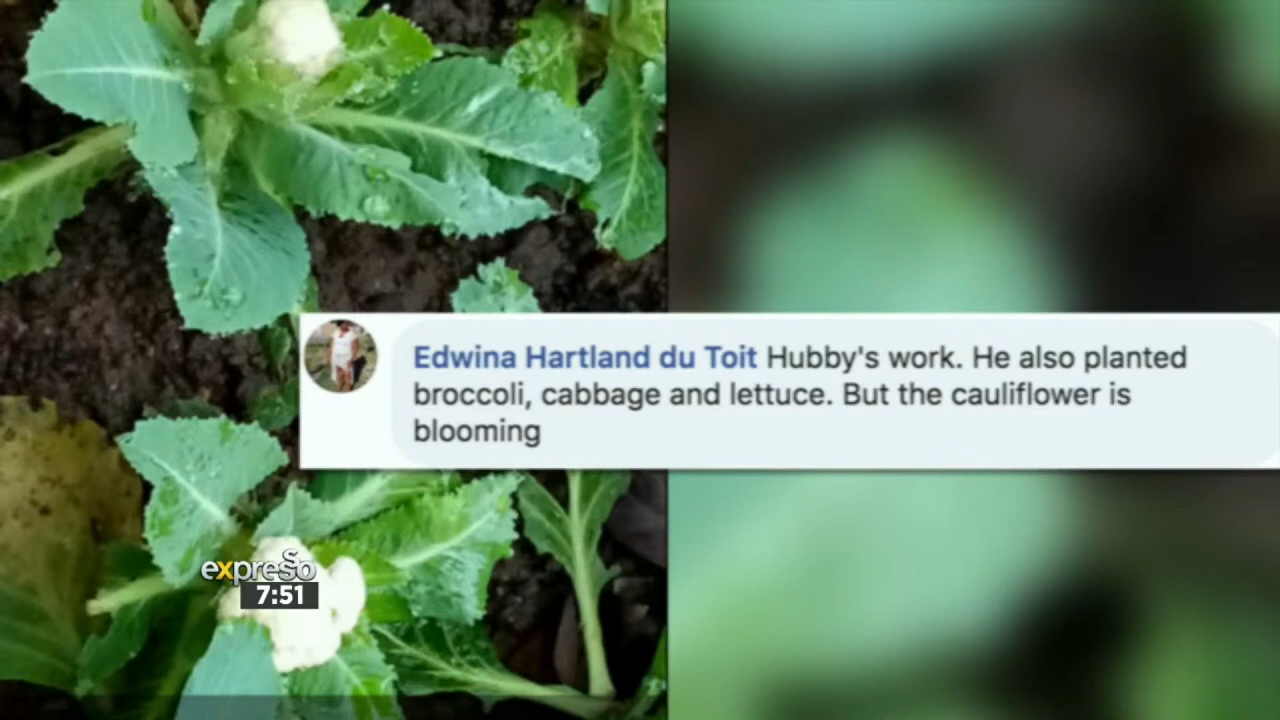 Edwina Hartland du Toit Hubby's work. He also planted
broccoli, cabbage and lettuce. But the cauliflower is
blooming
expresso
7:51